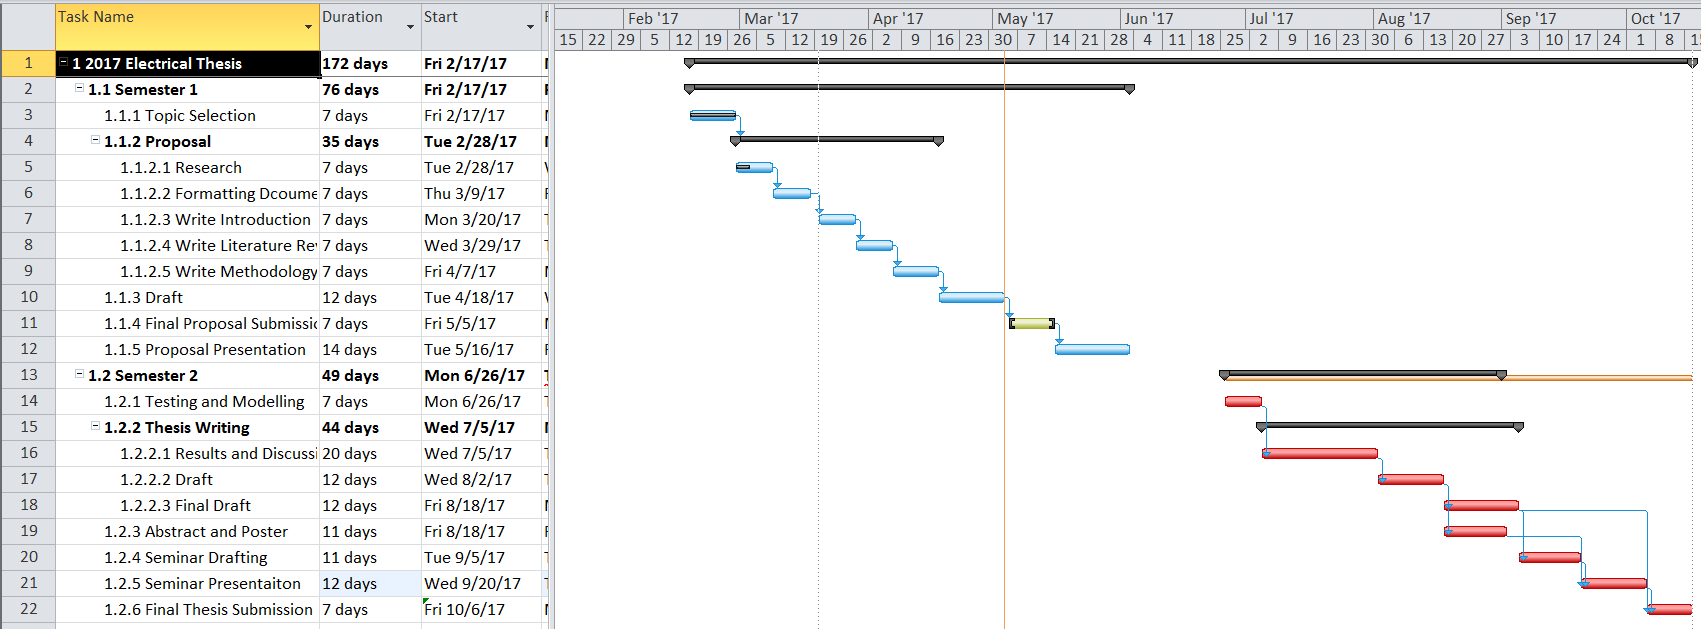 Task Name Duration Start F
Feb '17 Mar '17 Apr '17 May '17 Jun '17 Jul '17 Aug '17 Sep '17 Oct '17
15 22 29 5 12 19 26 5 12 19 26 2 9 16 23 30 7 14 21 28 4 11 18 25 2 9 16 23 30 6 13 20 27 3 10 17 24 1 8 15
1 1 2017 Electrical Thesis 172 days Fri 2/17/17
2 1.1 Semester 1 76 days Fri 2/17/17
3 1.1.1 Topic Selection 7 days Fri 2/17/17
4 1.1.2 Proposal 35 days Tue 2/28/17
5 1.1.2.1 Research 7 days Tue 2/28/17
6 1.1.2.2 Formatting Dcume 7 days Thu 3/9/17
7 1.1.2.3 Write Introduction 7 days Mon 3/20/17
8 1.1.2.4 Write Literature Rev 7 days Wed 3/29/17
9 1.1.2.5 Write Methodology 7 days Fri 4/7/17
10 1.1.3 Draft 12 days Tue 4/18/17
11 1.1.4 Final Proposal Submissic 7 days Fri 5/5/17
12 1.1.5 Proposal Presentation 14 days Tue 5/16/17
13 1.2 Semester 2 49 days Mon 6/26/17
14 1.2.1 Testing and Modelling 7 days Mon 6/26/17
15 1.2.2 Thesis Writing 44 days Wed 7/5/17
16 1.2.2.1 Results and Discussi 20 days Wed 7/5/17
17 1.2.2.2 Draft 12 days Wed 8/2/17
18 1.2.2.3 Final Draft 12 days Fri 8/18/17
19 1.2.3 Abstract and Poster 11 days Fri 8/18/17
20 1.2.4 Seminar Drafting 11 days Tue 9/5/17
21 1.2.5 Seminar Presentaiton 12 days Wed 9/20/17
22 1.2.6 Final Thesis Submission 7 days Fri 10/6/17